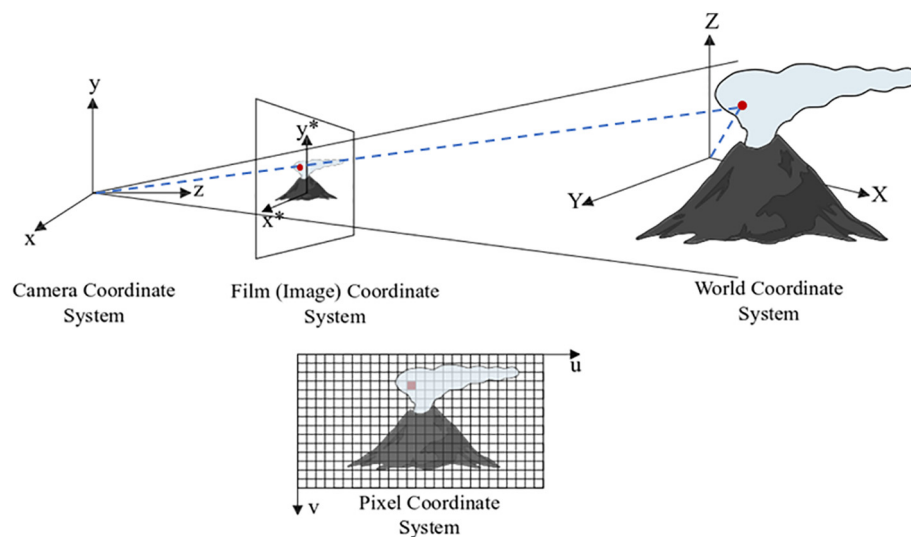 Z
y
y*
z
x*
x
Y
X
Camera Coordinate
System
Film (Image) Coordinate
System
World Coordinate
System
u
v
Pixel Coordinate
System